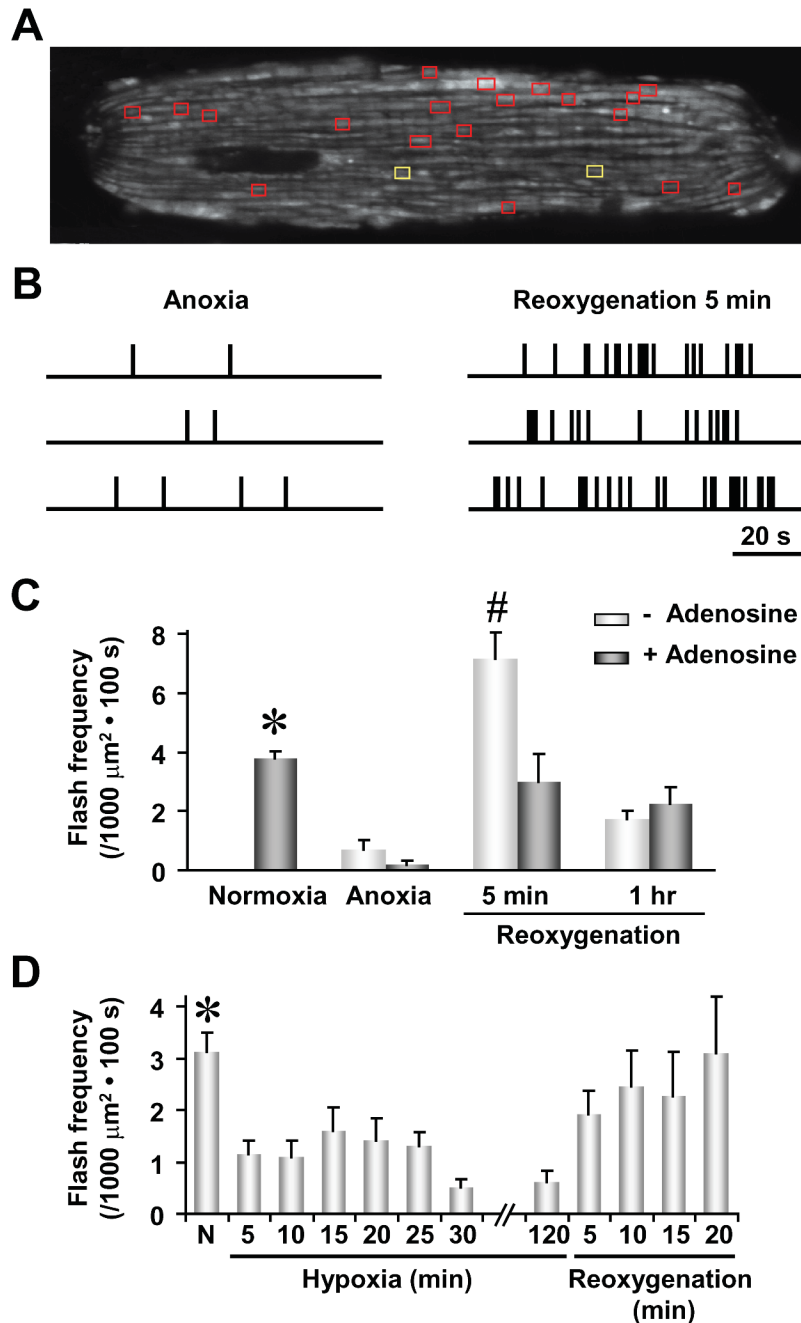 A
B
Anoxia
Reoxygenation 5 min
20 s
C
#
- Adenosine
+ Adenosine
*
Flash frequency
(/1000 μm² • 100 s)
8
6
4
2
0
Normoxia
Anoxia
5 min
1 hr
Reoxygenation
D
*
Flash frequency
(/1000 μm² • 100 s)
4
3
2
1
0
N 5 10 15 20 25 30 // 120 5 10 15 20
Hypoxia (min)
Reoxygenation
(min)